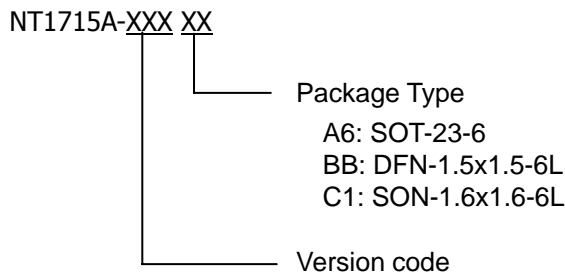 NT1715A-XXX XX
Package Type
A6: SOT-23-6
BB: DFN-1.5x1.5-6L
C1: SON-1.6x1.6-6L
Version code